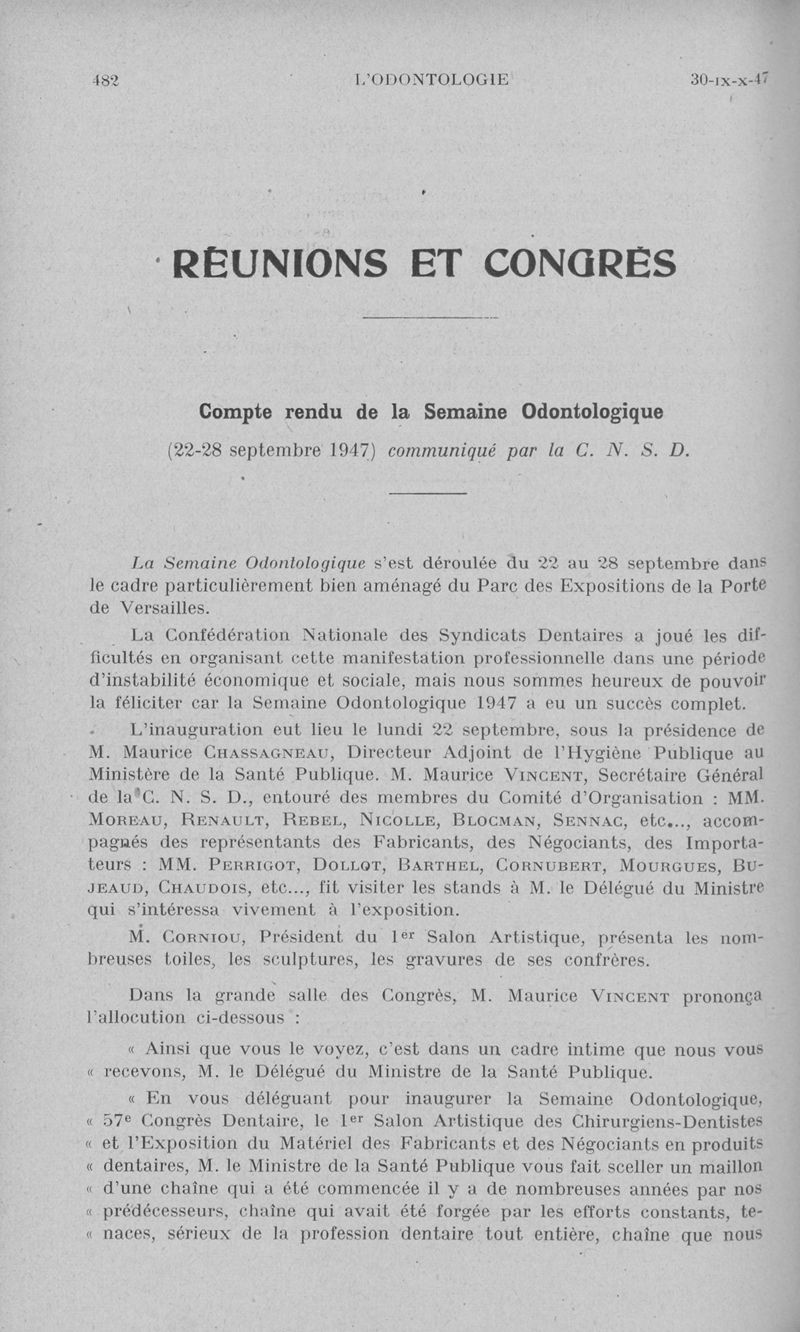 482 L'ODONTOLOGIE 30-IX-X-47
RÉUNIONS ET CONGRÈS
Compte rendu de la Semaine Odontologique
(22-28 septembre 1947) communiqué par la C. N. S. D.
La Semaine Odontologique s'est déroulée du 22 au 28 septembre dans
le cadre particulièrement bien aménagé du Parc des Expositions de la Porte
de Versailles.
La Confédération Nationale des Syndicats Dentaires a joué les dif-
ficultés en organisant cette manifestation professionnelle dans une période
d'instabilité économique et sociale, mais nous sommes heureux de pouvoir
la féliciter car la Semaine Odontologique 1947 a eu un succès complet.
L'inauguration eut lieu le lundi 22 septembre, sous la présidence de
M. Maurice CHASSAGNEAU, Directeur Adjoint de l'Hygiène Publique au
Ministère de la Santé Publique. M. Maurice VINCENT, Secrétaire Général
de la C. N. S. D., entouré des membres du Comité d'Organisation : MM.
MOREAU, RENAULT, REBEL, NICOLLE, BLOCMAN, SENNAC, etc..., accom-
pagnés des représentants des Fabricants, des Négociants, des Importa-
teurs : MM. PERRIGOT, DOLLOT, BARTHEL, CORNUBERT, MOURGUES, BU-
JEAUD, CHAUDOIS, etc..., fit visiter les stands à M. le Délégué du Ministre
qui s'intéressa vivement à l'exposition.
M. CORNIOU, Président du 1er Salon Artistique, présenta les nom-
breuses toiles, les sculptures, les gravures de ses confrères.
Dans la grande salle des Congrès, M. Maurice VINCENT prononça
l'allocution ci-dessous :
« Ainsi que vous le voyez, c'est dans un cadre intime que nous vous
« recevons, M. le Délégué du Ministre de la Santé Publique.
« En vous déléguant pour inaugurer la Semaine Odontologique,
« 57e Congrès Dentaire, le 1er Salon Artistique des Chirurgiens-Dentistes
« et l'Exposition du Matériel des Fabricants et des Négociants en produits
« dentaires, M. le Ministre de la Santé Publique vous fait sceller un maillon
« d'une chaîne qui a été commencée il y a de nombreuses années par nos
« prédécesseurs, chaîne qui avait été forgée par les efforts constants, te-
« naces, sérieux de la profession dentaire tout entière, chaîne que nous